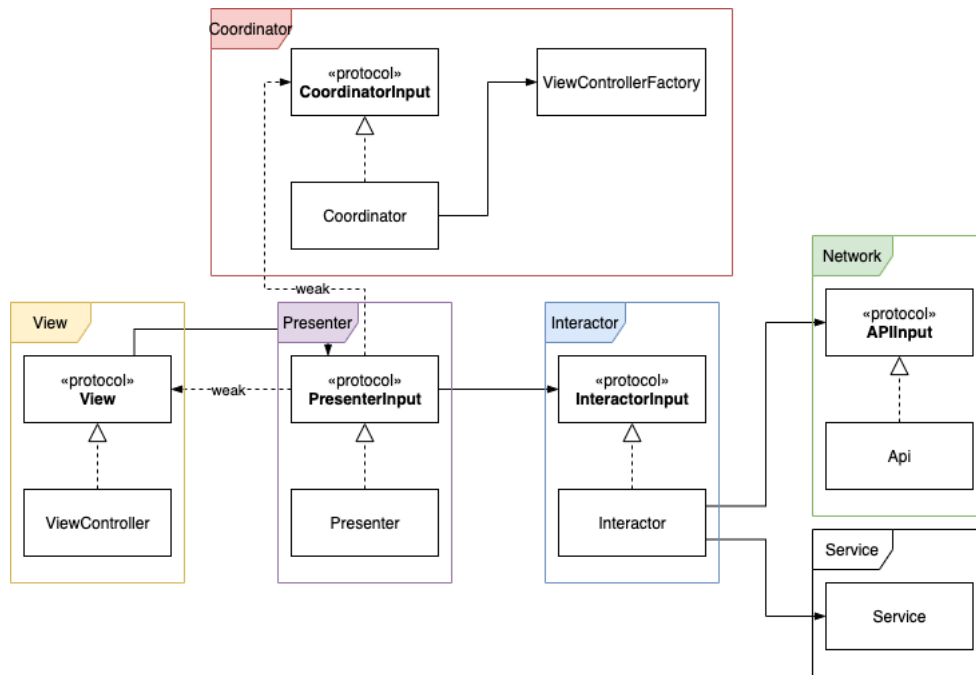 Coordinator
«protocol»
CoordinatorInput
ViewControllerFactory
Coordinator
Network
«protocol»
APIInput
Api
weak
View
Presenter
Interactor
«protocol»
View
weak
«protocol»
PresenterInput
«protocol»
InteractorInput
ViewController
Presenter
Interactor
Service
Service